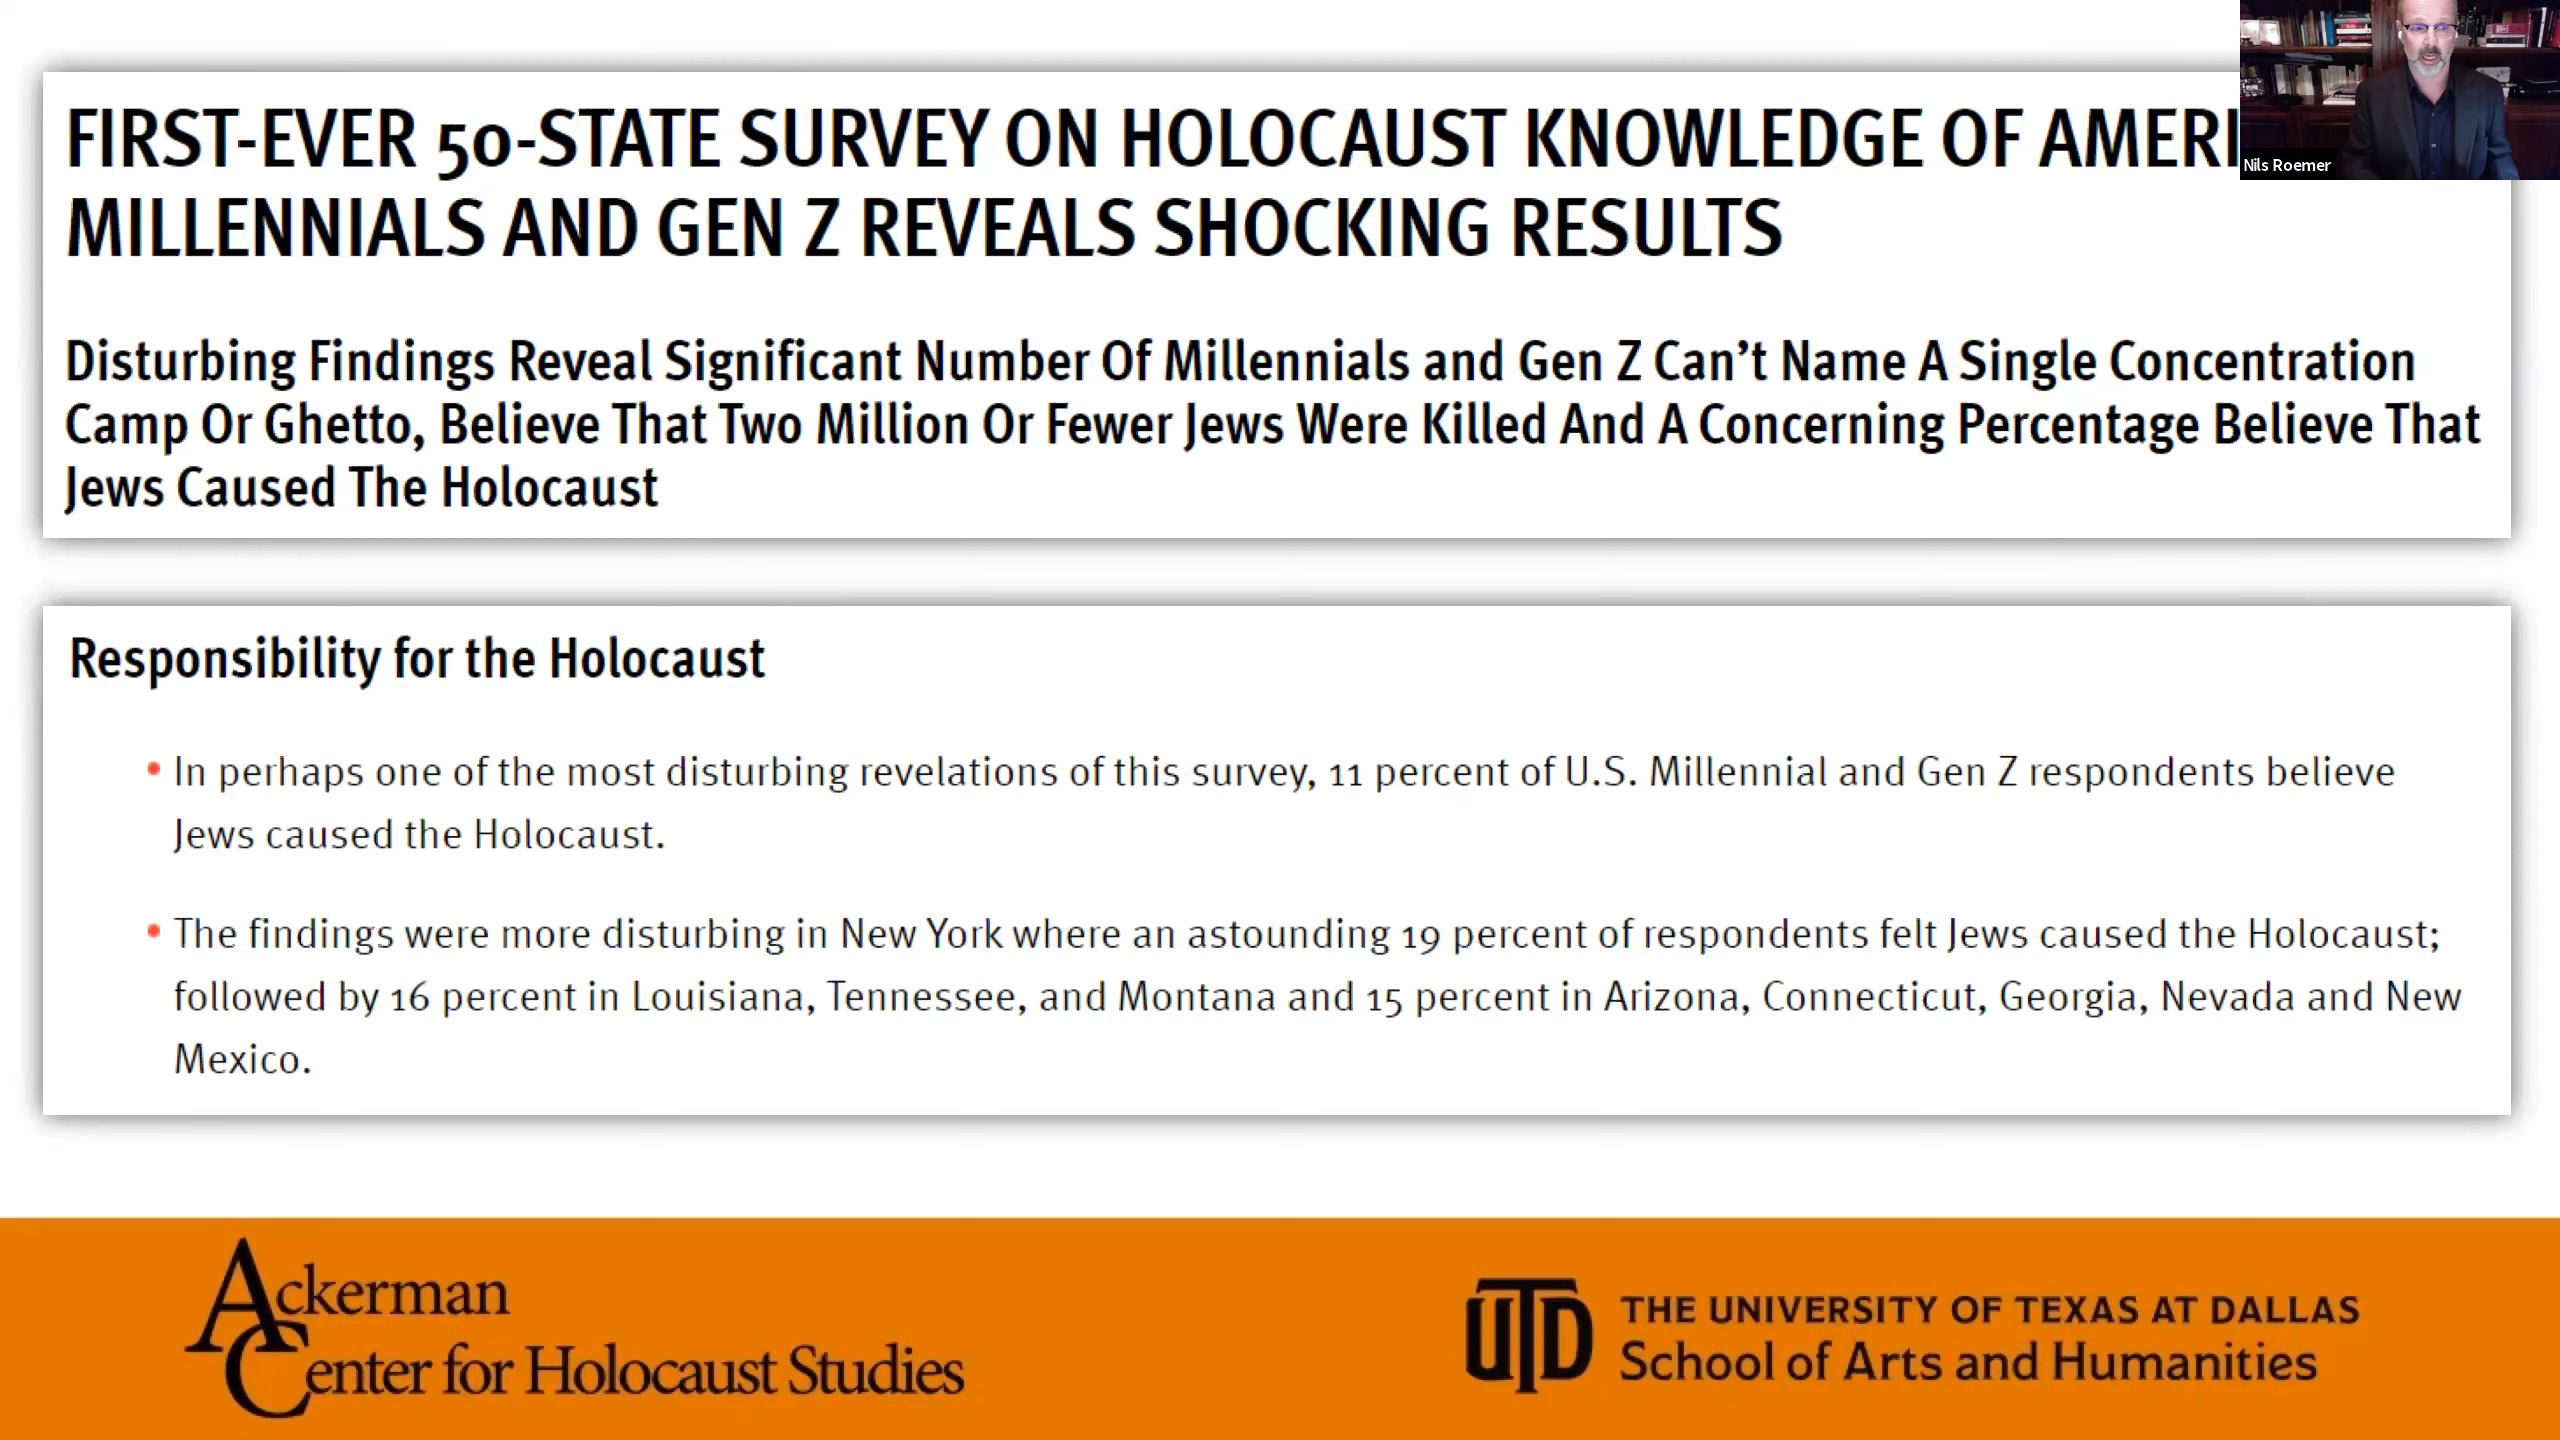 FIRST-EVER 50-STATE SURVEY ON HOLOCAUST KNOWLEDGE OF AMERI
MILLENNIALS AND GEN Z REVEALS SHOCKING RESULTS
Nils Roemer
Disturbing Findings Reveal Significant Number Of Millennials and Gen Z Can't Name A Single Concentration
Camp Or Ghetto, Believe That Two Million Or Fewer Jews Were Killed And A Concerning Percentage Believe That
Jews Caused The Holocaust
Responsibility for the Holocaust
• In perhaps one of the most disturbing revelations of this survey, 11 percent of U.S. Millennial and Gen Z respondents believe
Jews caused the Holocaust.
• The findings were more disturbing in New York where an astounding 19 percent of respondents felt Jews caused the Holocaust;
followed by 16 percent in Louisiana, Tennessee, and Montana and 15 percent in Arizona, Connecticut, Georgia, Nevada and New
Mexico.
Ackerman
Center for Holocaust Studies
UTD
THE UNIVERSITY OF TEXAS AT DALLAS
School of Arts and Humanities